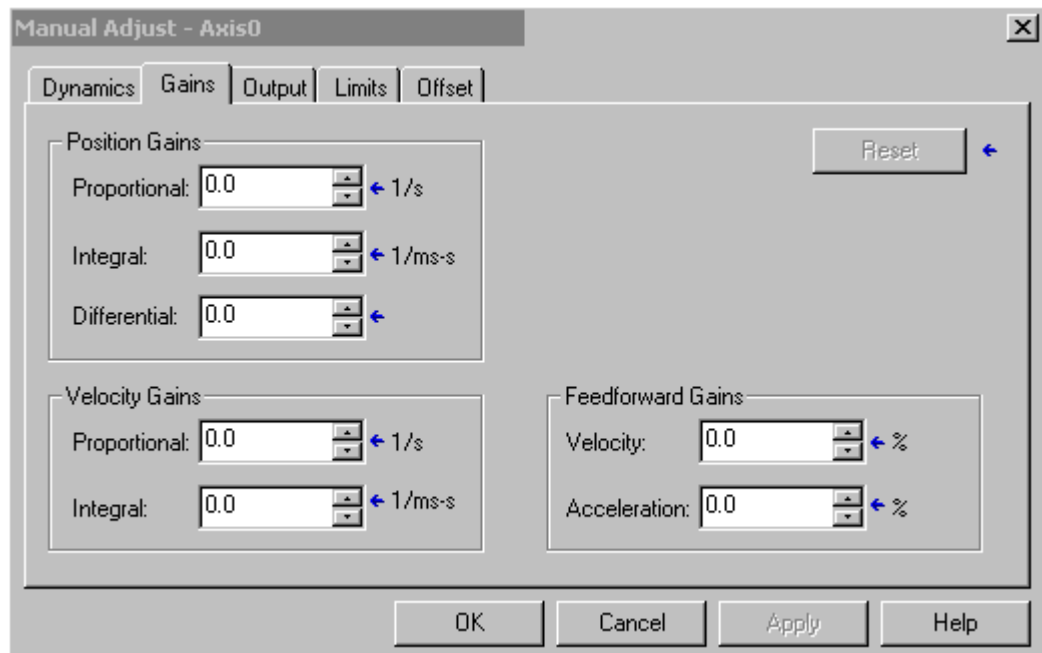 Manual Adjust - Axis0
Dynamics Gains Output Limits Offset
Position Gains
Proportional: 0.0 1/s
Integral: 0.0 1/ms-s
Differential: 0.0
Reset
Velocity Gains
Proportional: 0.0 1/s
Integral: 0.0 1/ms-s
Feedforward Gains
Velocity: 0.0 %
Acceleration: 0.0 %
OK Cancel Apply Help